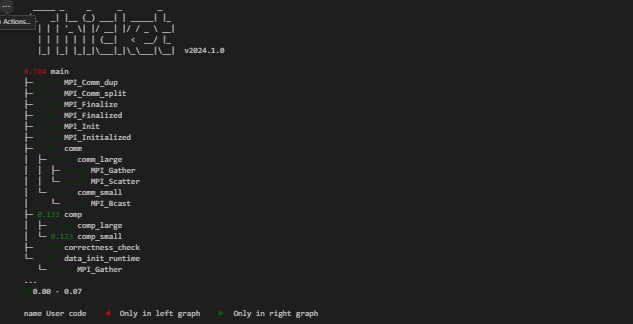 Actions...
v2024.1.0
0.704 main
MPI_Comm_dup
MPI_Comm_split
MPI_Finalize
MPI_Finalized
MPI_Init
MPI_Initialized
comm
comm_large
MPI_Gather
MPI_Scatter
comm_small
MPI_Bcast
0.133 comp
comp_large
0.123 comp_small
correctness_check
data_init_runtime
MPI_Gather
...
0.00 - 0.07
name User code ◀ Only in left graph ▶ Only in right graph